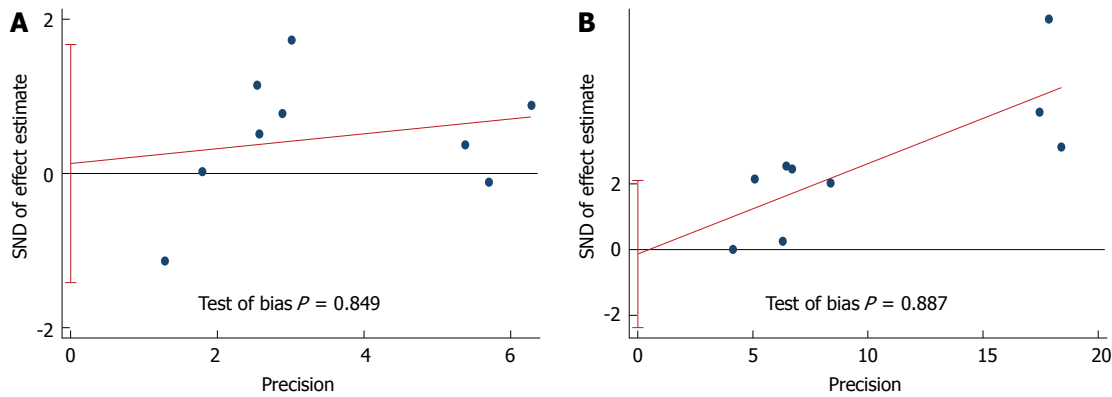 A
SND of effect estimate
2
0
-2
Test of bias P = 0.849
0 2 4 6
Precision
B
SND of effect estimate
2
0
-2
Test of bias P = 0.887
0 5 10 15 20
Precision